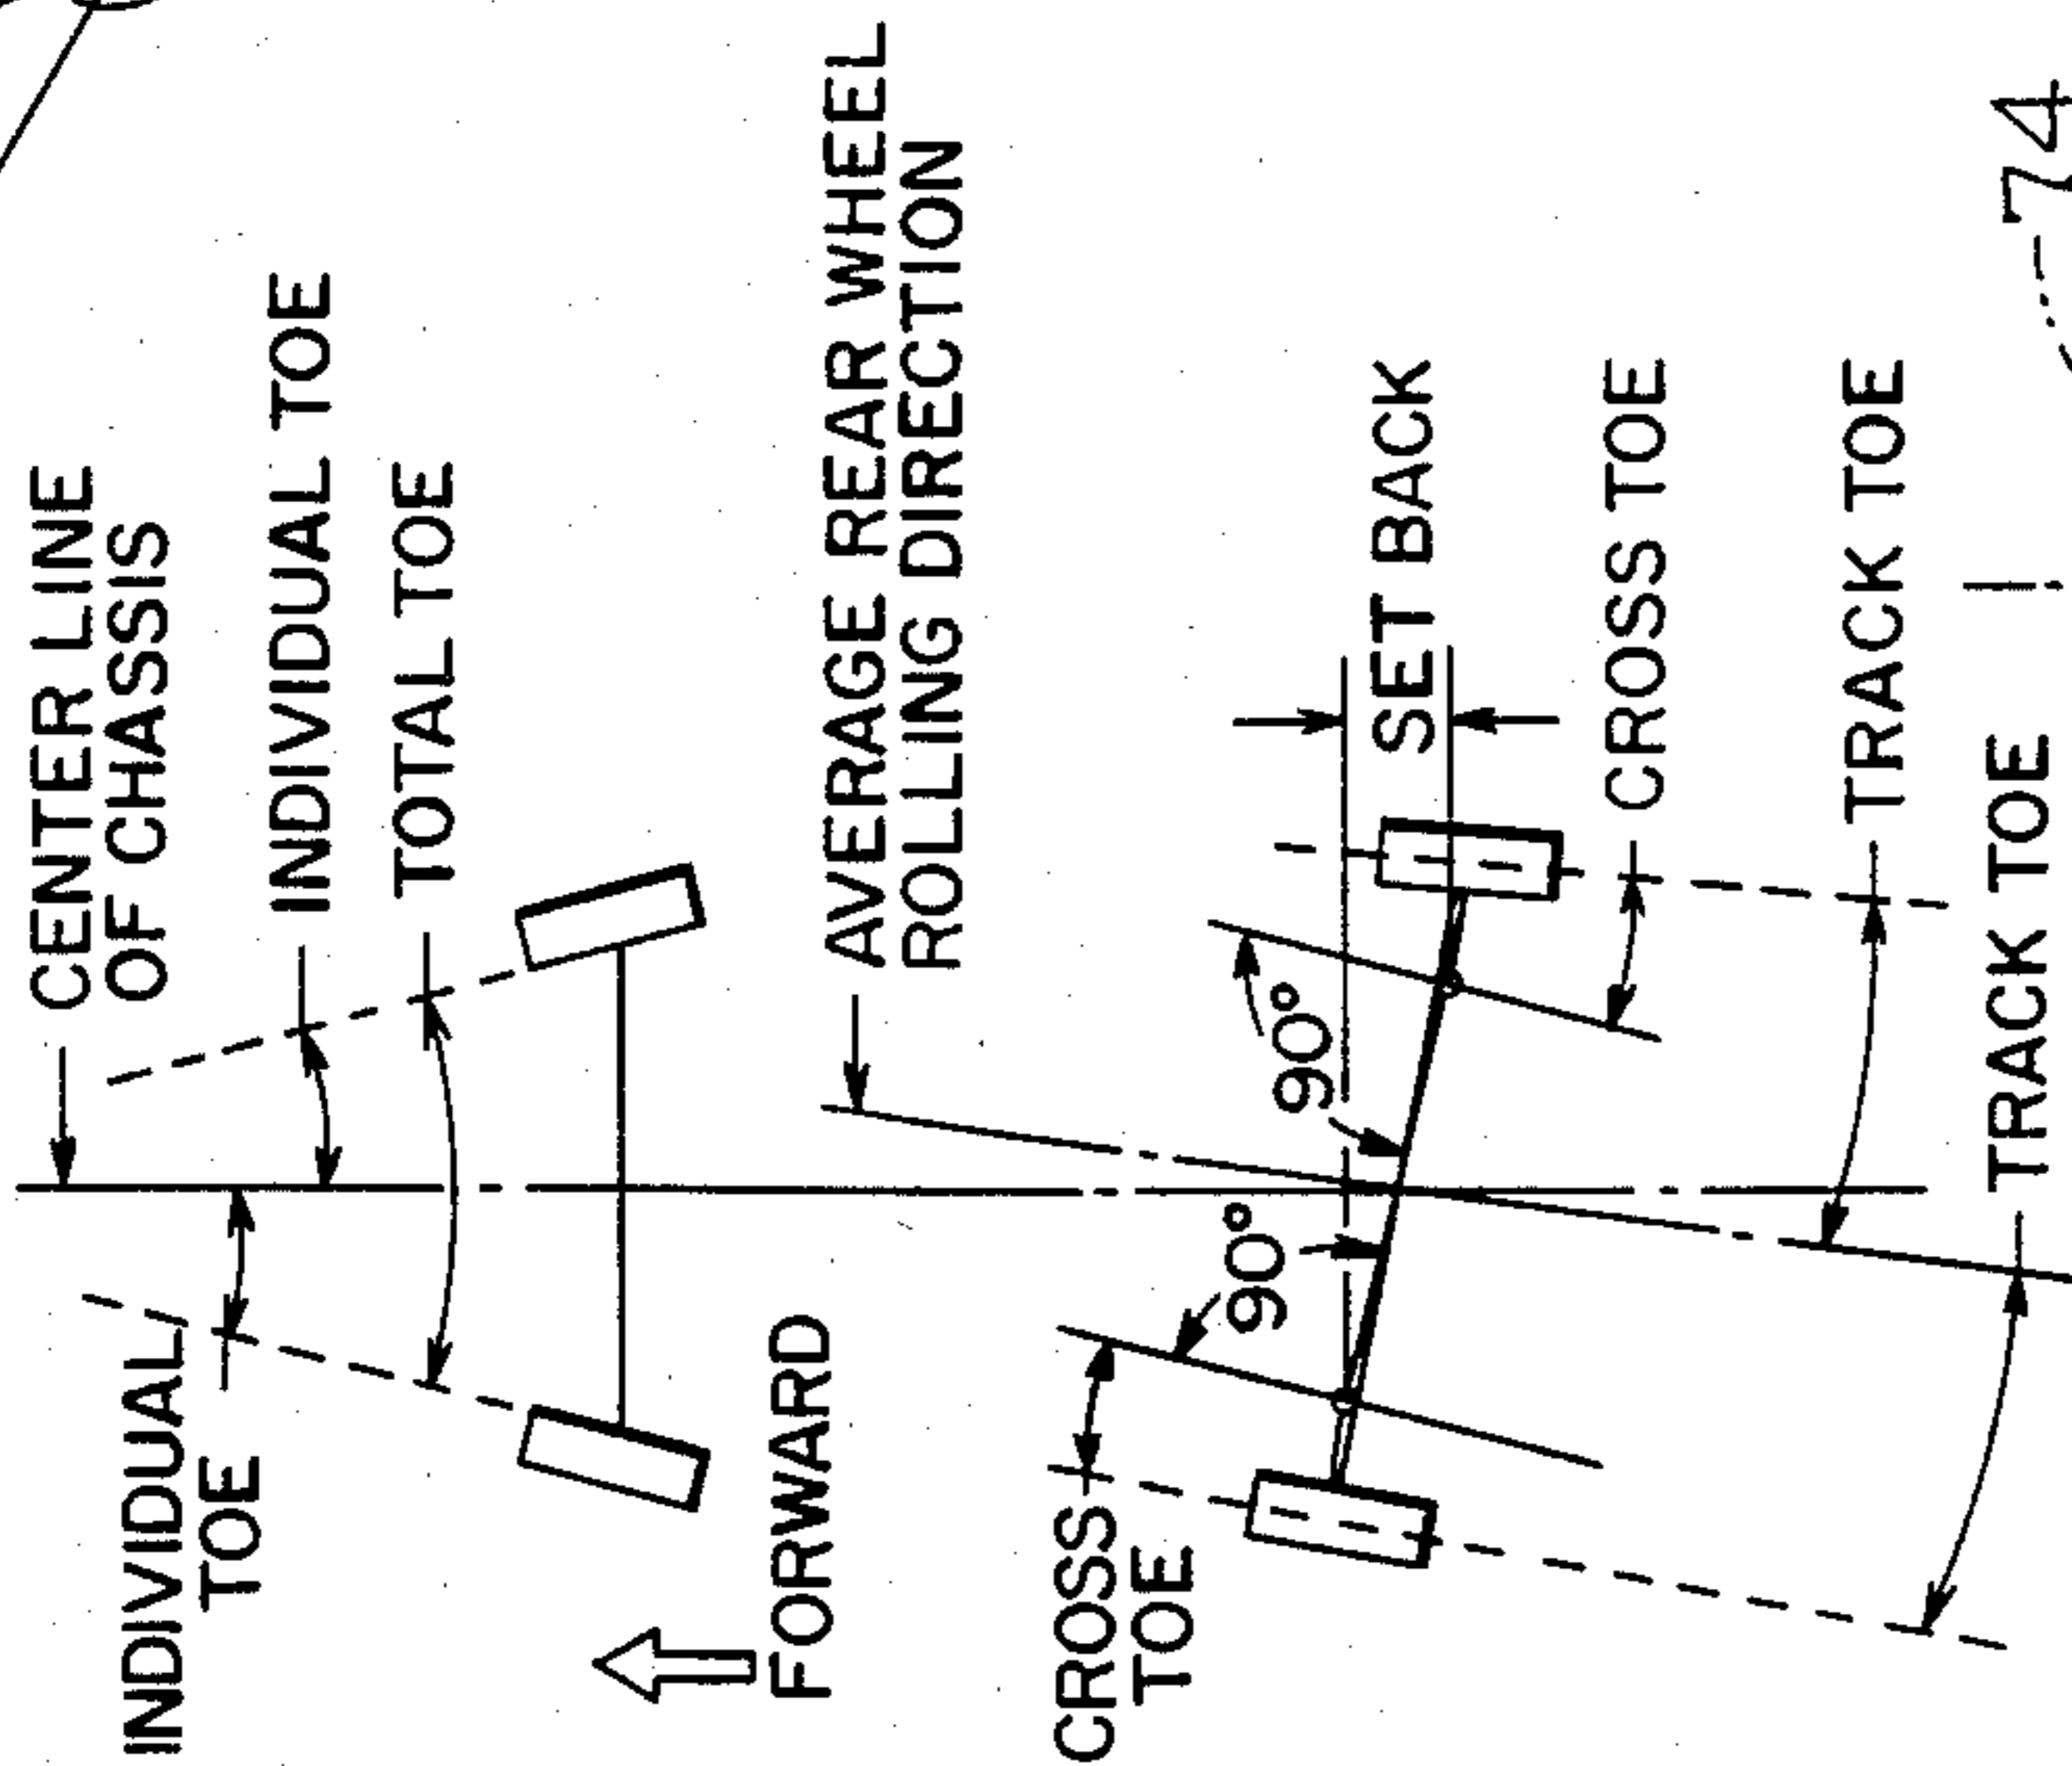 CENTER LINE
OF CHASSIS
INDIVIDUAL TOE
TOTAL TOE
INDIVIDUAL
TOE
FORWARD
AVERAGE REAR WHEEL
ROLLING DIRECTION
90°
90°
SET BACK
CROSS
TOE
CROSS TOE
TRACK TOE
TRACK TOE
74